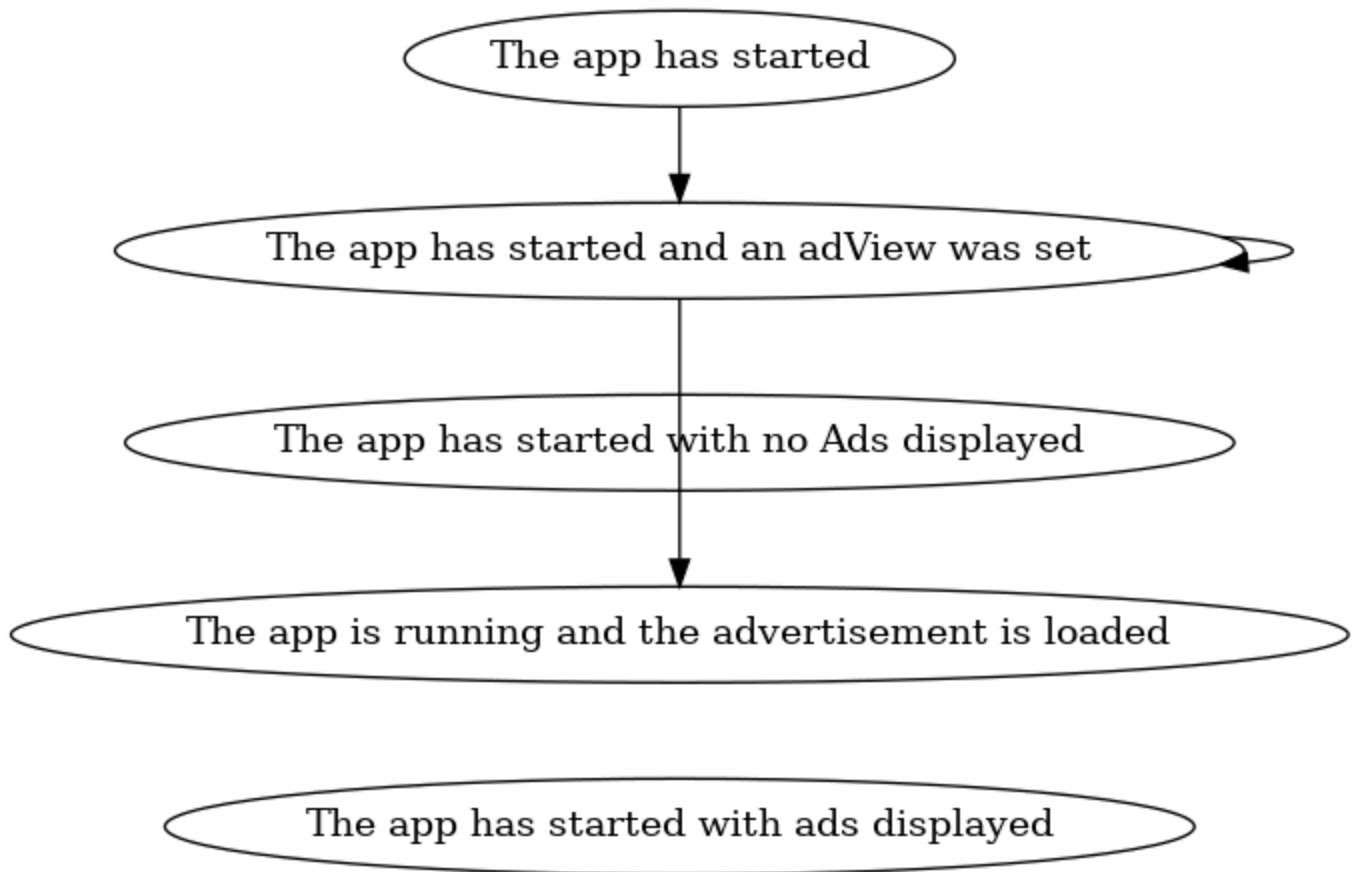 The app has started
The app has started and an adView was set
The app has started with no Ads displayed
The app is running and the advertisement is loaded
The app has started with ads displayed